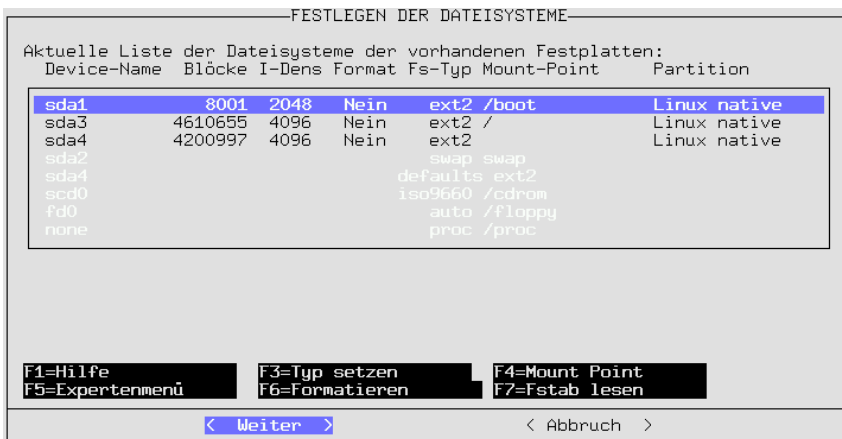 FESTLEGEN DER DATEISYSTEME
Aktuelle Liste der Dateisysteme der vorhandenen Festplatten:
Device-Name Blöcke I-Dens Format Fs-Typ Mount-Point Partition
sda1 8001 2048 Nein ext2 /boot Linux native
sda3 4610655 4096 Nein ext2 / Linux native
sda4 4200997 4096 Nein ext2 Linux native
sda2 swap swap
sda4 defaults ext2
scd0 iso9660 /cdrom
fd0 auto /floppy
none proc /proc
F1=Hilfe F3=Typ setzen F4=Mount Point
F5=Expertenmenü F6=Formatieren F7=Fstab lesen
< Weiter > < Abbruch >